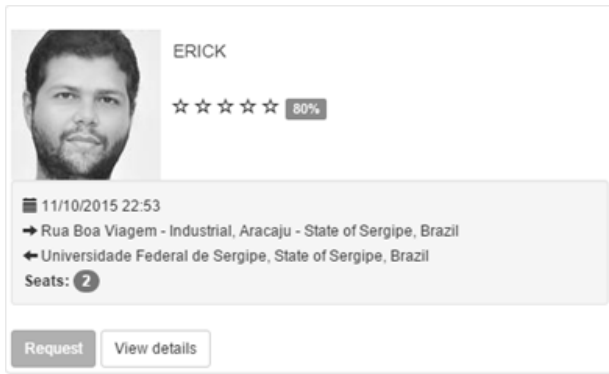 ERICK
80%
11/10/2015 22:53
Rua Boa Viagem - Industrial, Aracaju - State of Sergipe, Brazil
Universidade Federal de Sergipe, State of Sergipe, Brazil
Seats: 2
Request View details